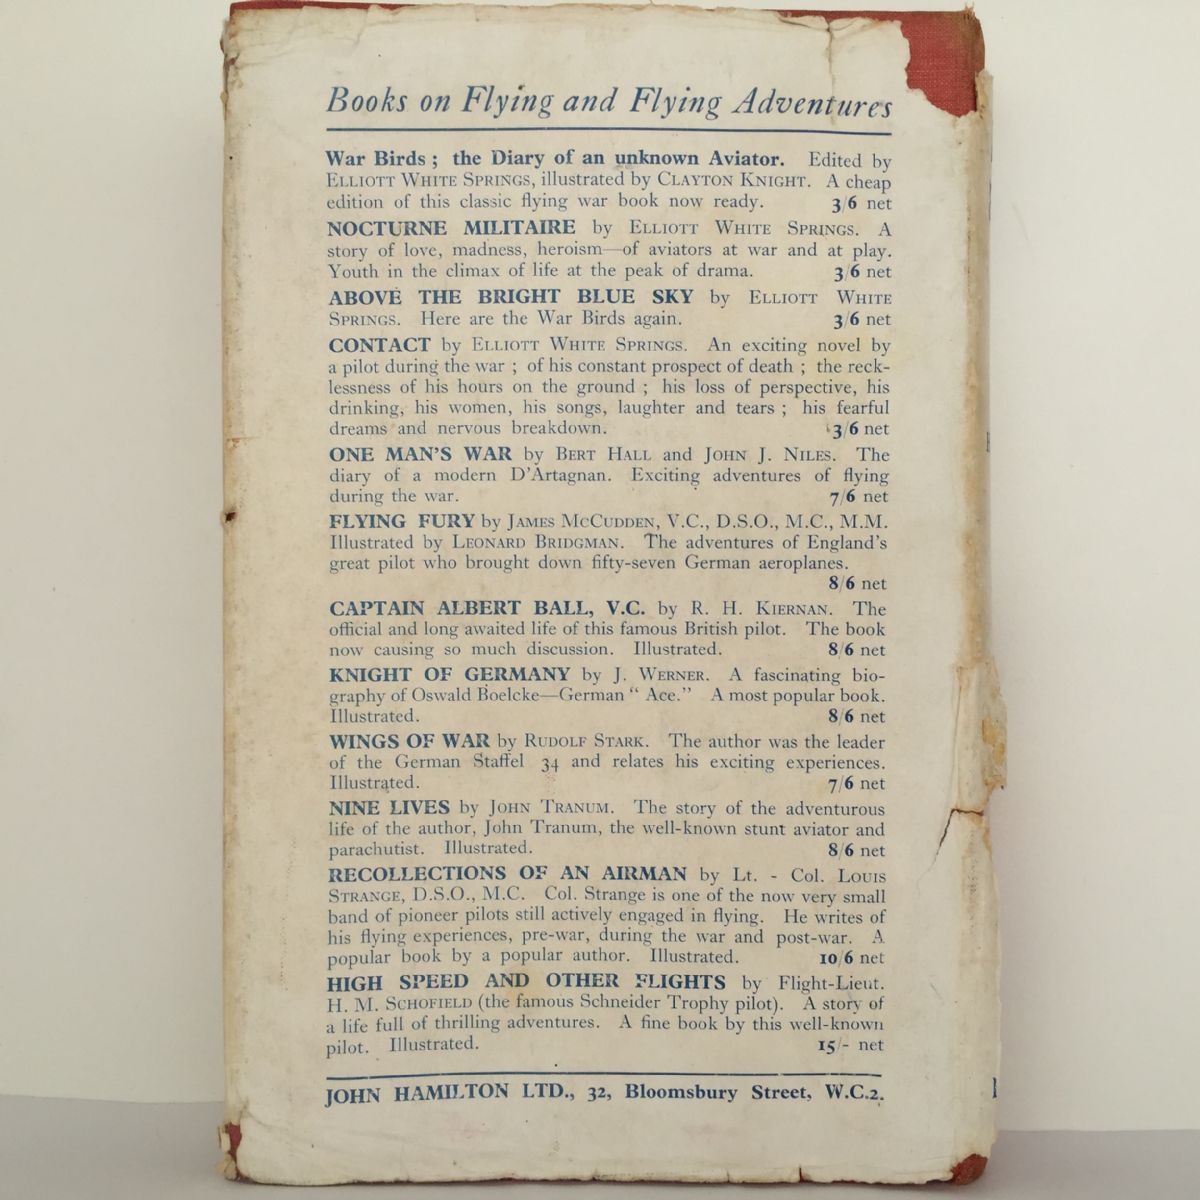 Books on Flying and Flying Adventures
War Birds ; the Diary of an unknown Aviator. Edited by
ELLIOTT WHITE SPRINGS, illustrated by CLAYTON KNIGHT. A cheap
edition of this classic flying war book now ready. 3/6 net
NOCTURNE MILITAIRE by ELLIOTT WHITE SPRINGS. A
story of love, madness, heroism—of aviators at war and at play.
Youth in the climax of life at the peak of drama. 3/6 net
ABOVE THE BRIGHT BLUE SKY by ELLIOTT WHITE
SPRINGS. Here are the War Birds again. 3/6 net
CONTACT by ELLIOTT WHITE SPRINGS. An exciting novel by
a pilot during the war ; of his constant prospect of death ; the reck-
lessness of his hours on the ground ; his loss of perspective, his
drinking, his women, his songs, laughter and tears ; his fearful
dreams and nervous breakdown. 3/6 net
ONE MAN'S WAR by BERT HALL and JOHN J. NILES. The
diary of a modern D'Artagnan. Exciting adventures of flying
during the war. 7/6 net
FLYING FURY by JAMES MCCUDDEN, V.C., D.S.O., M.C., M.M.
Illustrated by LEONARD BRIDGMAN. The adventures of England's
great pilot who brought down fifty-seven German aeroplanes.
8/6 net
CAPTAIN ALBERT BALL, V.C. by R. H. KIERNAN. The
official and long awaited life of this famous British pilot. The book
now causing so much discussion. Illustrated. 8/6 net
KNIGHT OF GERMANY by J. WERNER. A fascinating bio-
graphy of Oswald Boelcke—German " Ace." A most popular book.
Illustrated. 8/6 net
WINGS OF WAR by RUDOLF STARK. The author was the leader
of the German Staffel 34 and relates his exciting experiences.
Illustrated. 7/6 net
NINE LIVES by JOHN TRANUM. The story of the adventurous
life of the author, John Tranum, the well-known stunt aviator and
parachutist. Illustrated. 8/6 net
RECOLLECTIONS OF AN AIRMAN by Lt. - Col. LOUIS
STRANGE, D.S.O., M.C. Col. Strange is one of the now very small
band of pioneer pilots still actively engaged in flying. He writes of
his flying experiences, pre-war, during the war and post-war. A
popular book by a popular author. Illustrated. 10/6 net
HIGH SPEED AND OTHER FLIGHTS by Flight-Lieut.
H. M. SCHOFIELD (the famous Schneider Trophy pilot). A story of
a life full of thrilling adventures. A fine book by this well-known
pilot. Illustrated. 15/- net
JOHN HAMILTON LTD., 32, Bloomsbury Street, W.C.2.